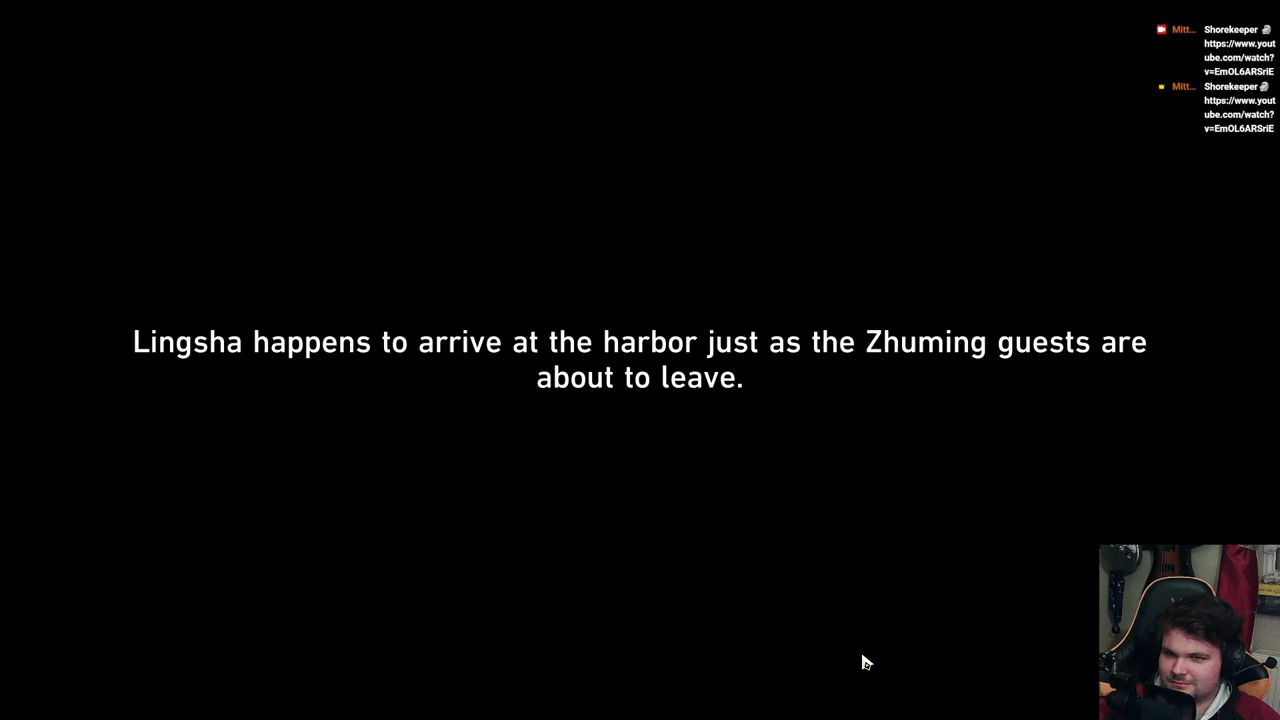 Mitt... Shorekeeper
https://www.yout
ube.com/watch?
v=EmOL6ARSriE
Mitt... Shorekeeper
https://www.yout
ube.com/watch?
v=EmOL6ARSriE
Lingsha happens to arrive at the harbor just as the Zhuming guests are
about to leave.